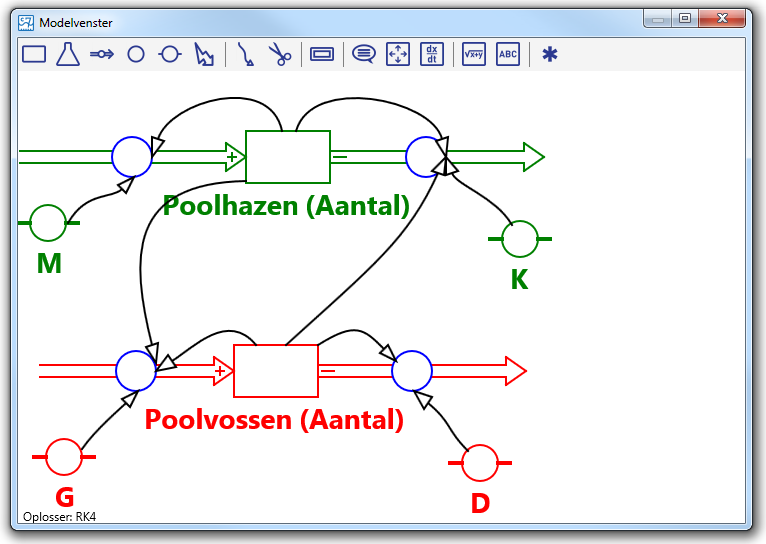 Modelvenster
dx
dt
√x+y
ABC
Poolhazen (Aantal)
M
K
Poolvossen (Aantal)
G
D
Oplosser: RK4